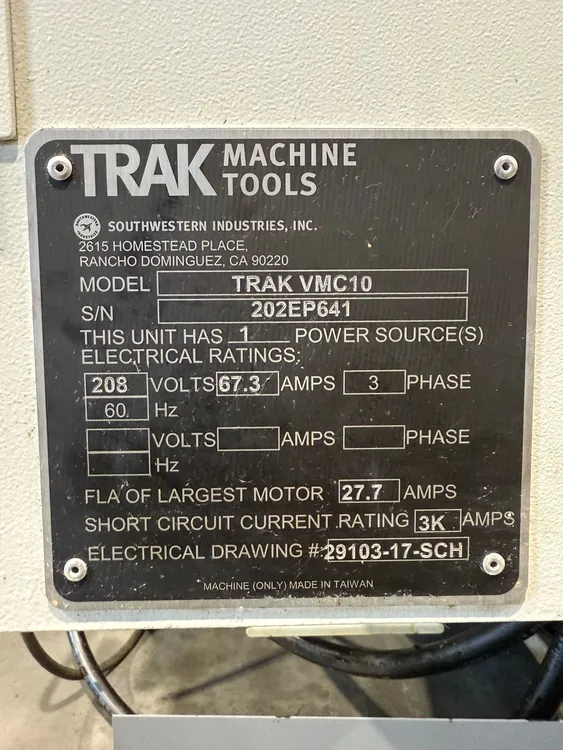 TRAK MACHINE
TOOLS
SOUTHWESTERN INDUSTRIES, INC.
2615 HOMESTEAD PLACE,
RANCHO DOMINGUEZ, CA 90220
MODEL TRAK VMC10
S/N 202EP641
THIS UNIT HAS 1 POWER SOURCE(S)
ELECTRICAL RATINGS:
208 VOLTS 67.3 AMPS 3 PHASE
60 Hz
VOLTS AMPS PHASE
Hz
FLA OF LARGEST MOTOR 27.7 AMPS
SHORT CIRCUIT CURRENT RATING 3K AMPS
ELECTRICAL DRAWING #:29103-17-SCH
MACHINE (ONLY) MADE IN TAIWAN